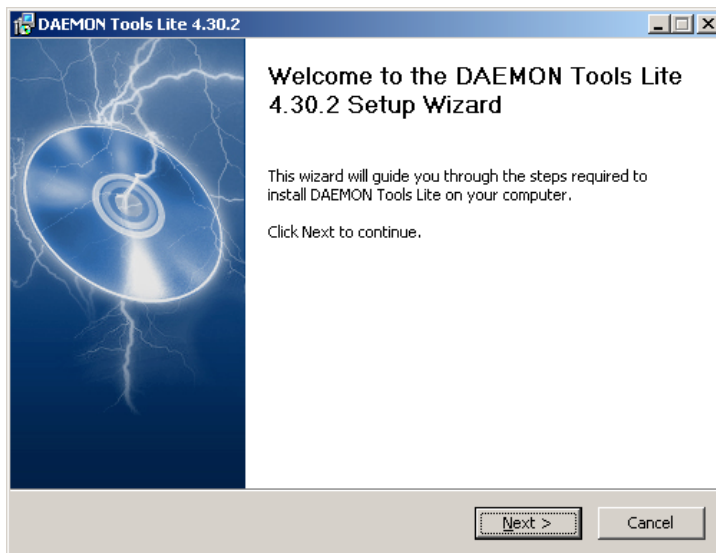 DAEMON Tools Lite 4.30.2
Welcome to the DAEMON Tools Lite
4.30.2 Setup Wizard
This wizard will guide you through the steps required to
install DAEMON Tools Lite on your computer.
Click Next to continue.
Next >
Cancel